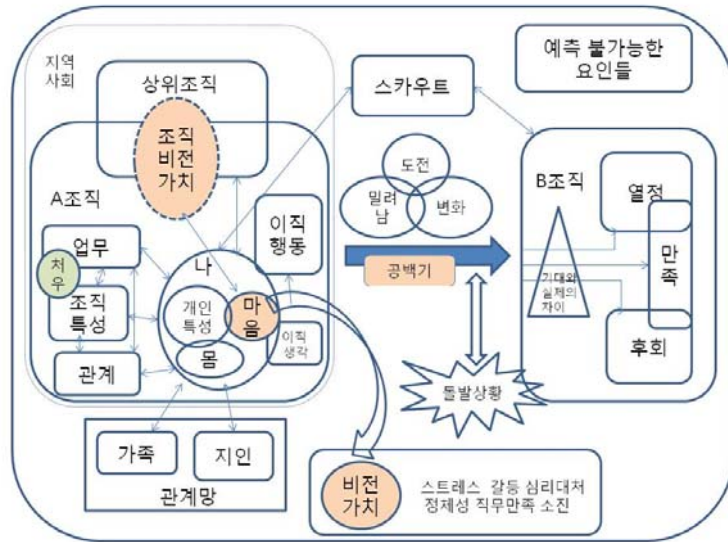 지역
사회
상위조직
조직
비전
가치
A조직
업무
처
우
조직
특성
관계
나
개인
특성
마
음
몸
이직
행동
이직
생각
가족
지인
관계망
스카우트
도전
밀려
남
변화
공백기
돌발상황
예측 불가능한
요인들
B조직
열정
만
족
기대와
실제의
차이
후회
비전
가치
스트레스 갈등 심리대처
정체성 직무만족 소진